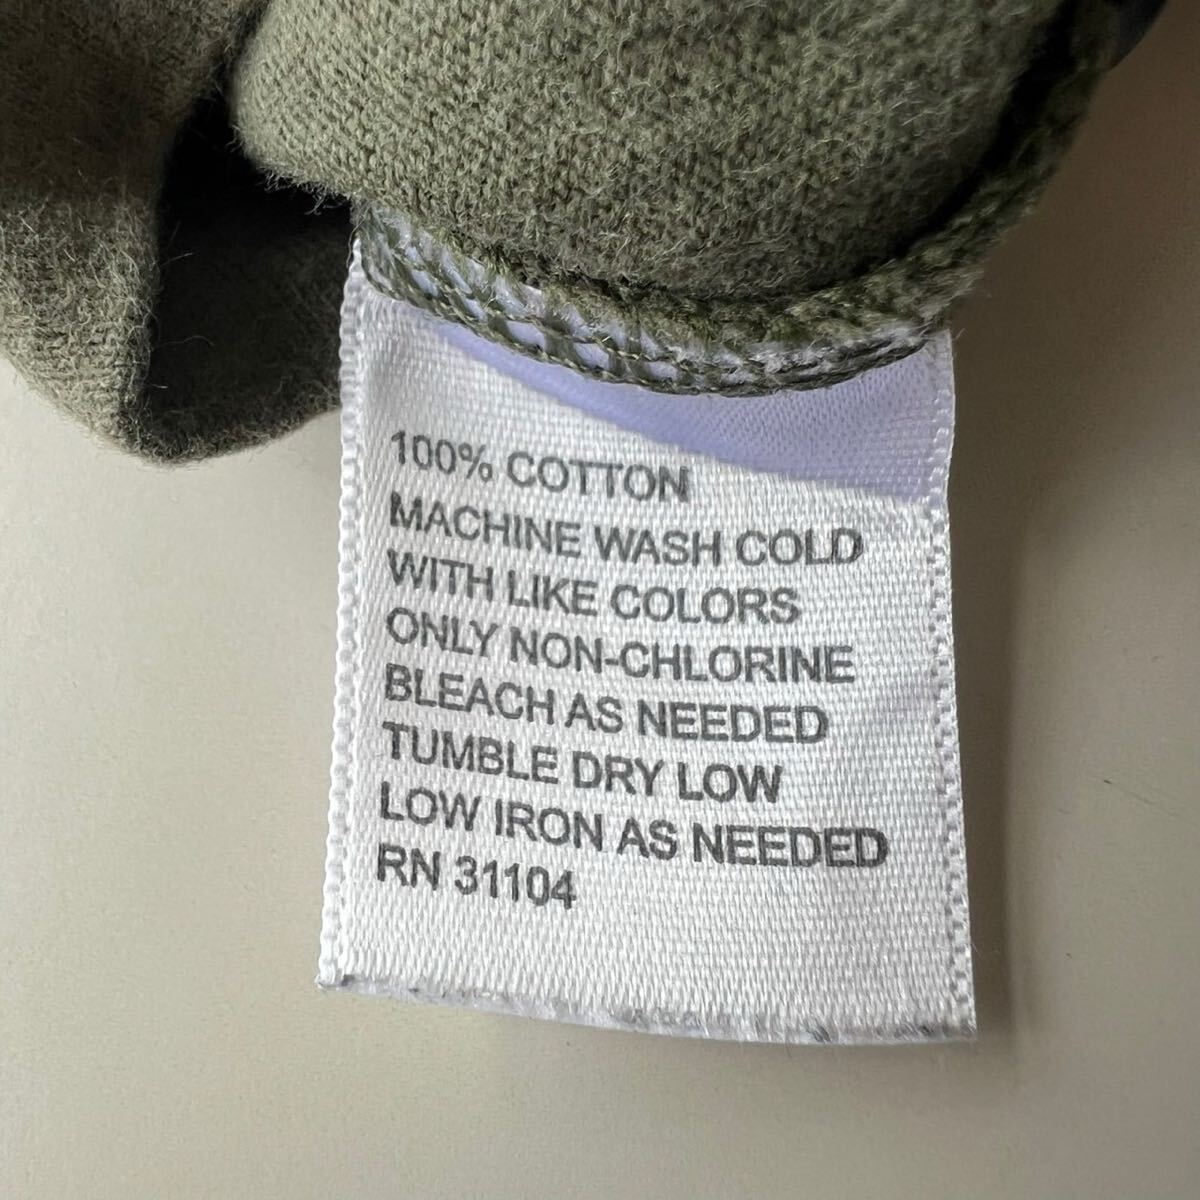 100% COTTON
MACHINE WASH COLD
WITH LIKE COLORS
ONLY NON-CHLORINE
BLEACH AS NEEDED
TUMBLE DRY LOW
LOW IRON AS NEEDED
RN 31104